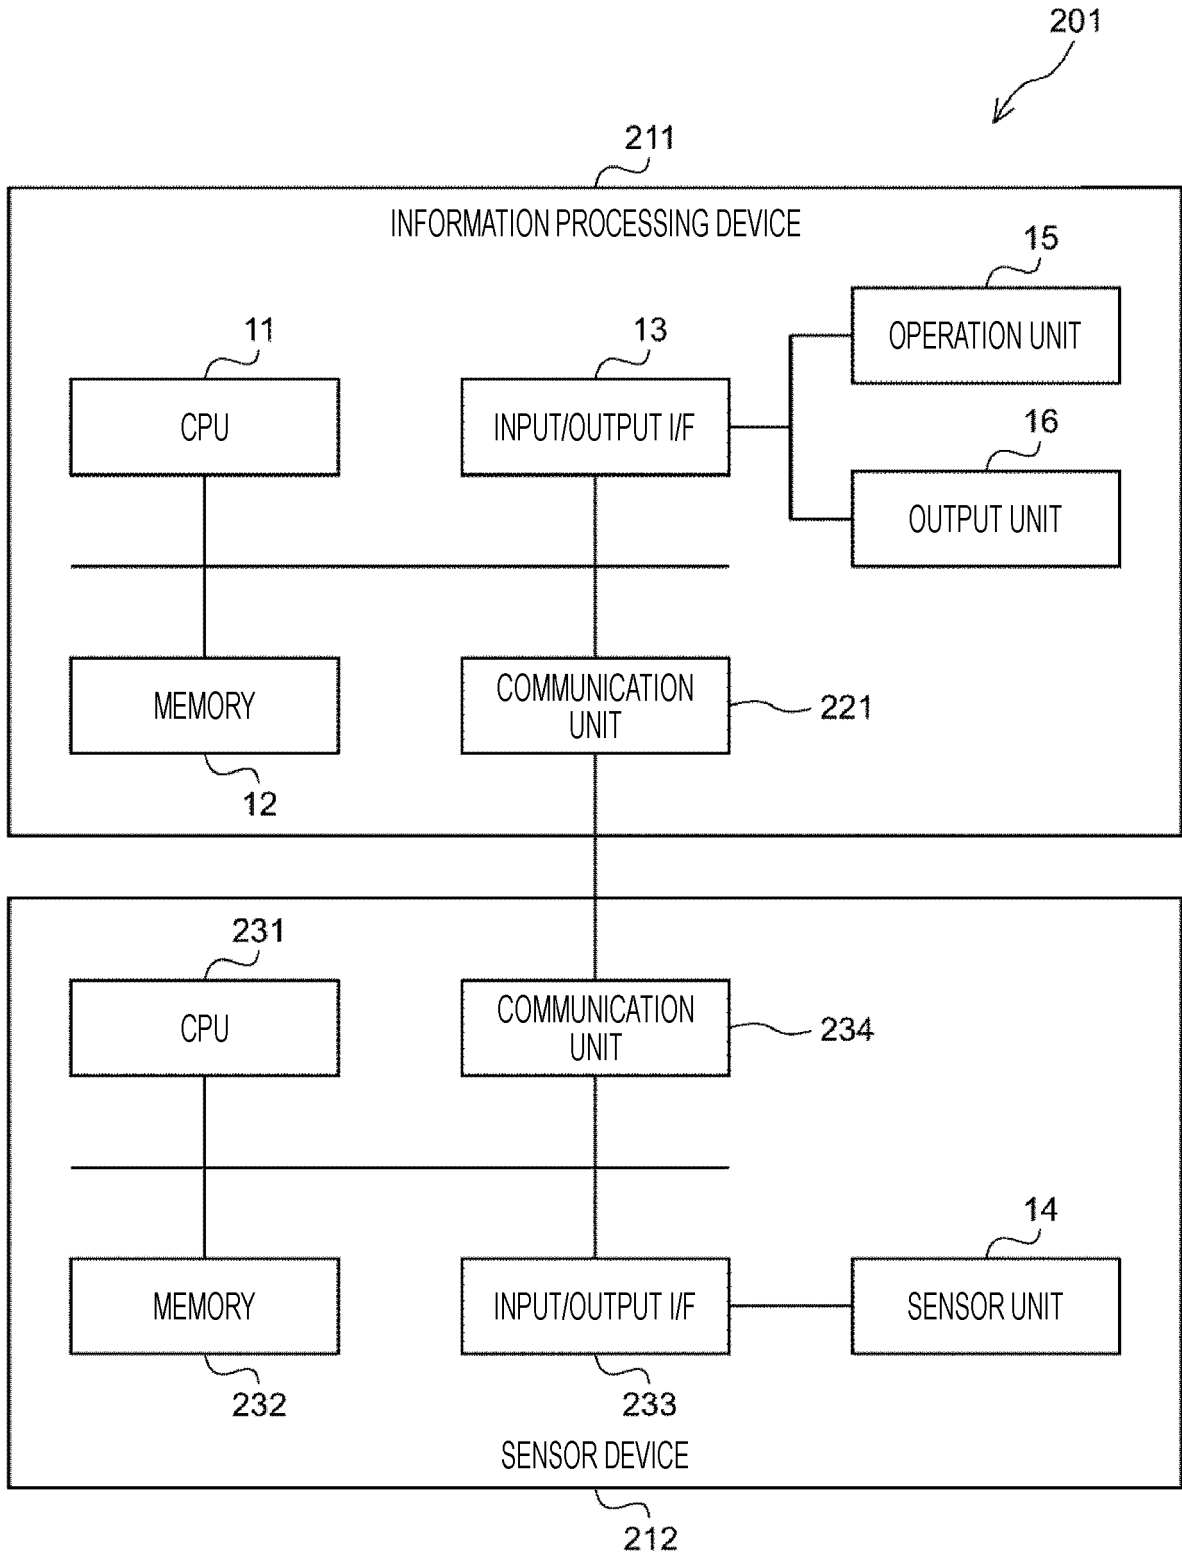 201
211
INFORMATION PROCESSING DEVICE
15
OPERATION UNIT
11
CPU
13
INPUT/OUTPUT I/F
16
OUTPUT UNIT
MEMORY
12
COMMUNICATION
UNIT
221
231
CPU
COMMUNICATION
UNIT
234
MEMORY
232
INPUT/OUTPUT I/F
233
14
SENSOR UNIT
SENSOR DEVICE
212